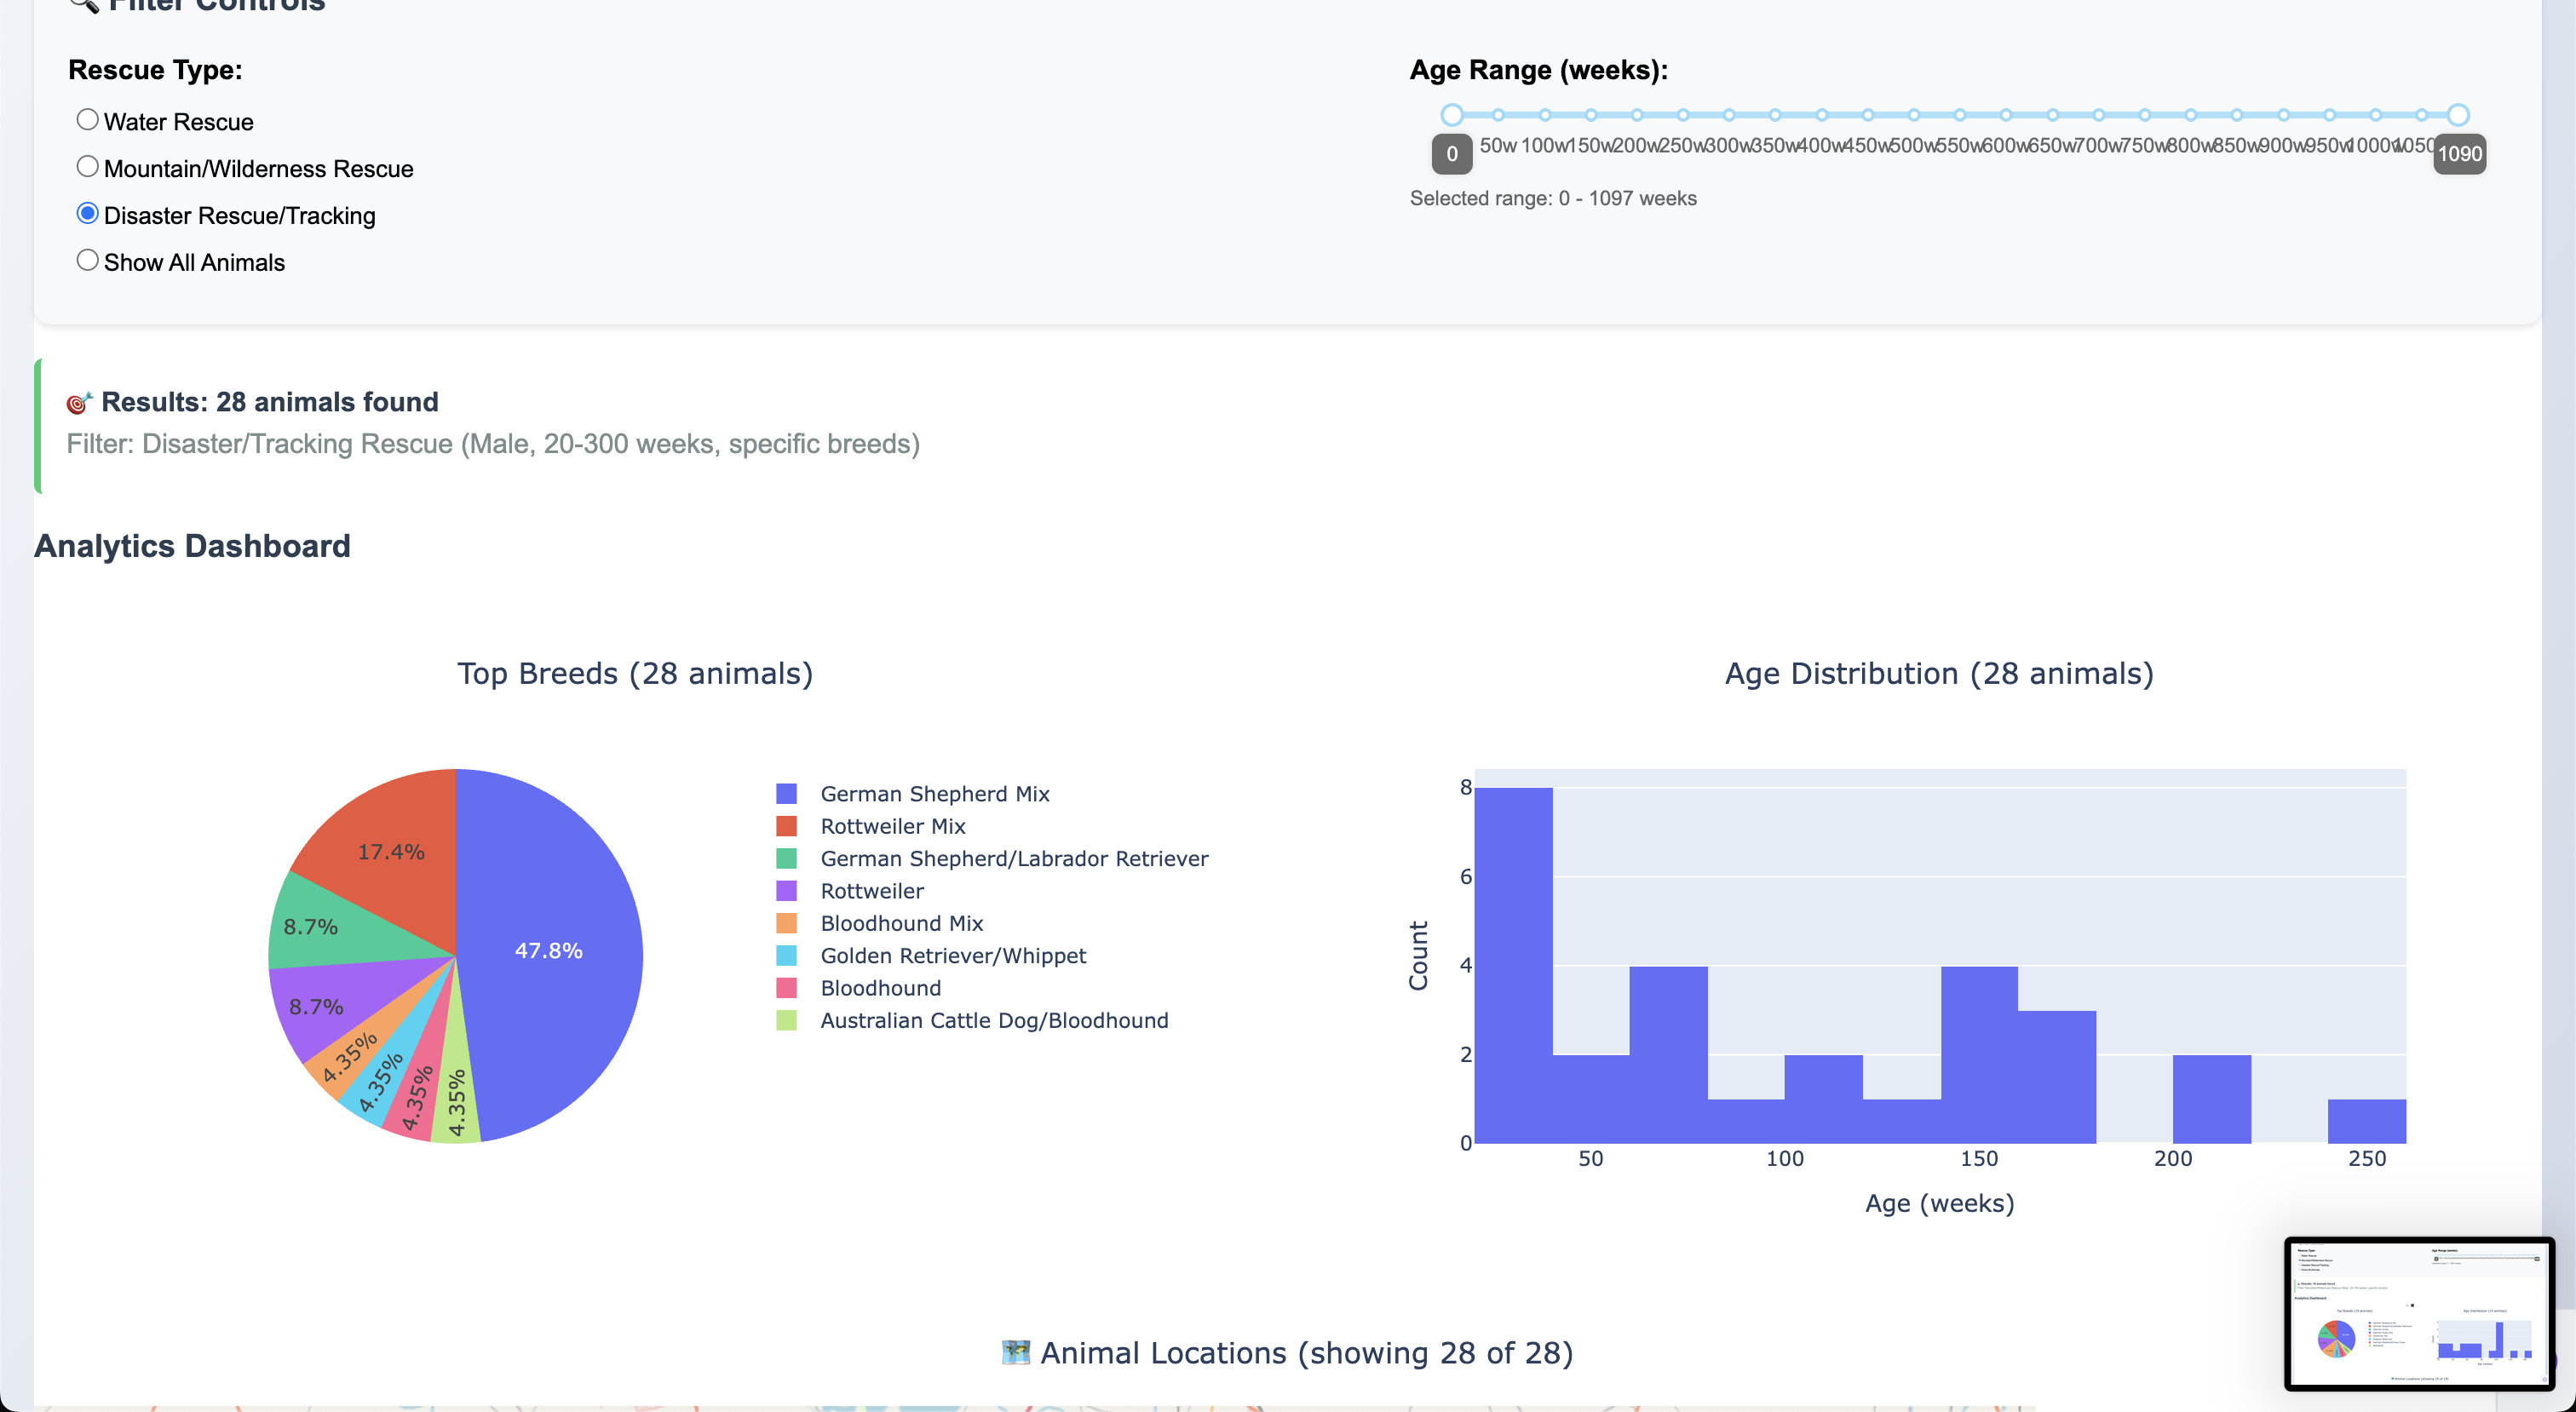 🔍 Filter Controls
Rescue Type:
Water Rescue
Mountain/Wilderness Rescue
Disaster Rescue/Tracking
Show All Animals
Age Range (weeks):
0 50w 100w 150w 200w 250w 300w 350w 400w 450w 500w 550w 600w 650w 700w 750w 800w 850w 900w 950w 1000w 1050 1090
Selected range: 0 - 1097 weeks
🎯 Results: 28 animals found
Filter: Disaster/Tracking Rescue (Male, 20-300 weeks, specific breeds)
Analytics Dashboard
Top Breeds (28 animals)
47.8%
17.4%
8.7%
8.7%
4.35%
4.35%
4.35%
4.35%
German Shepherd Mix
Rottweiler Mix
German Shepherd/Labrador Retriever
Rottweiler
Bloodhound Mix
Golden Retriever/Whippet
Bloodhound
Australian Cattle Dog/Bloodhound
Age Distribution (28 animals)
8
6
4
2
0
Count
50 100 150 200 250
Age (weeks)
🗺️ Animal Locations (showing 28 of 28)